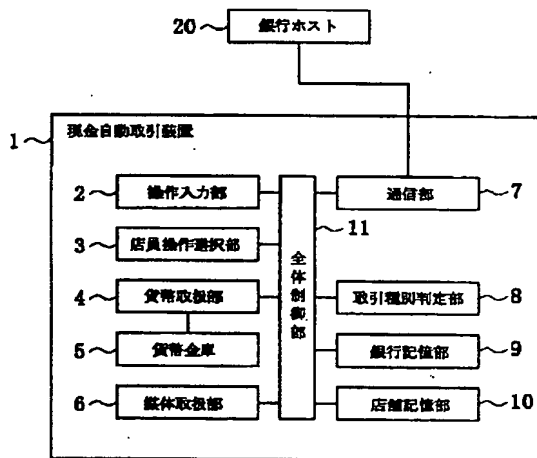 20
銀行ホスト
1
現金自動取引装置
2
操作入力部
通信部
7
3
店員操作選択部
11
全体制御部
4
貨幣取扱部
取引種別判定部
8
5
貨幣金庫
銀行記憶部
9
6
媒体取扱部
店舗記憶部
10